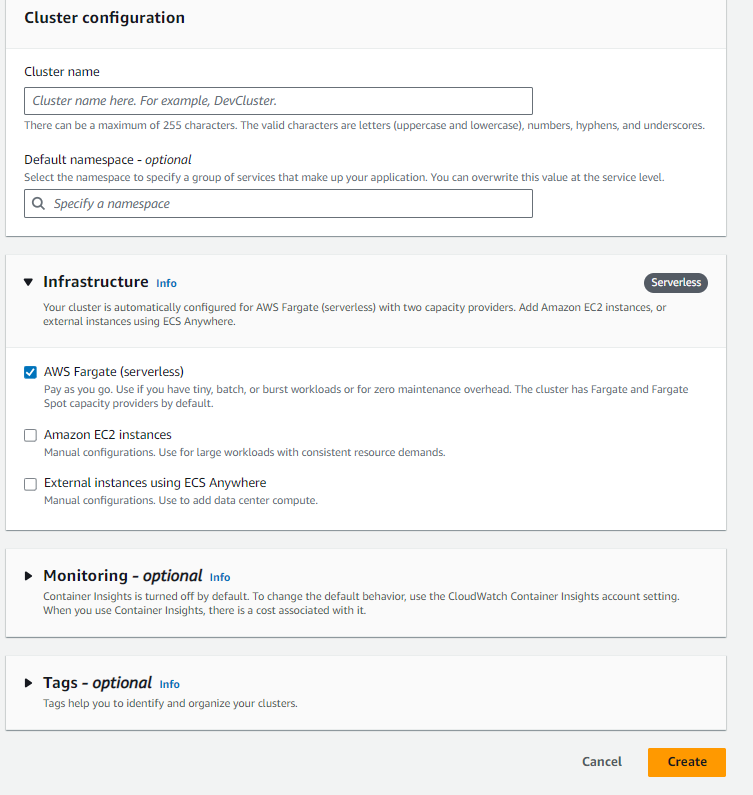 Cluster configuration
Cluster name
Cluster name here. For example, DevCluster.
There can be a maximum of 255 characters. The valid characters are letters (uppercase and lowercase), numbers, hyphens, and underscores.
Default namespace - optional
Select the namespace to specify a group of services that make up your application. You can overwrite this value at the service level.
Specify a namespace
Infrastructure Info
Serverless
Your cluster is automatically configured for AWS Fargate (serverless) with two capacity providers. Add Amazon EC2 instances, or
external instances using ECS Anywhere.
AWS Fargate (serverless)
Pay as you go. Use if you have tiny, batch, or burst workloads or for zero maintenance overhead. The cluster has Fargate and Fargate
Spot capacity providers by default.
Amazon EC2 instances
Manual configurations. Use for large workloads with consistent resource demands.
External instances using ECS Anywhere
Manual configurations. Use to add data center compute.
Monitoring - optional Info
Container Insights is turned off by default. To change the default behavior, use the CloudWatch Container Insights account setting.
When you use Container Insights, there is a cost associated with it.
Tags - optional Info
Tags help you to identify and organize your clusters.
Cancel
Create